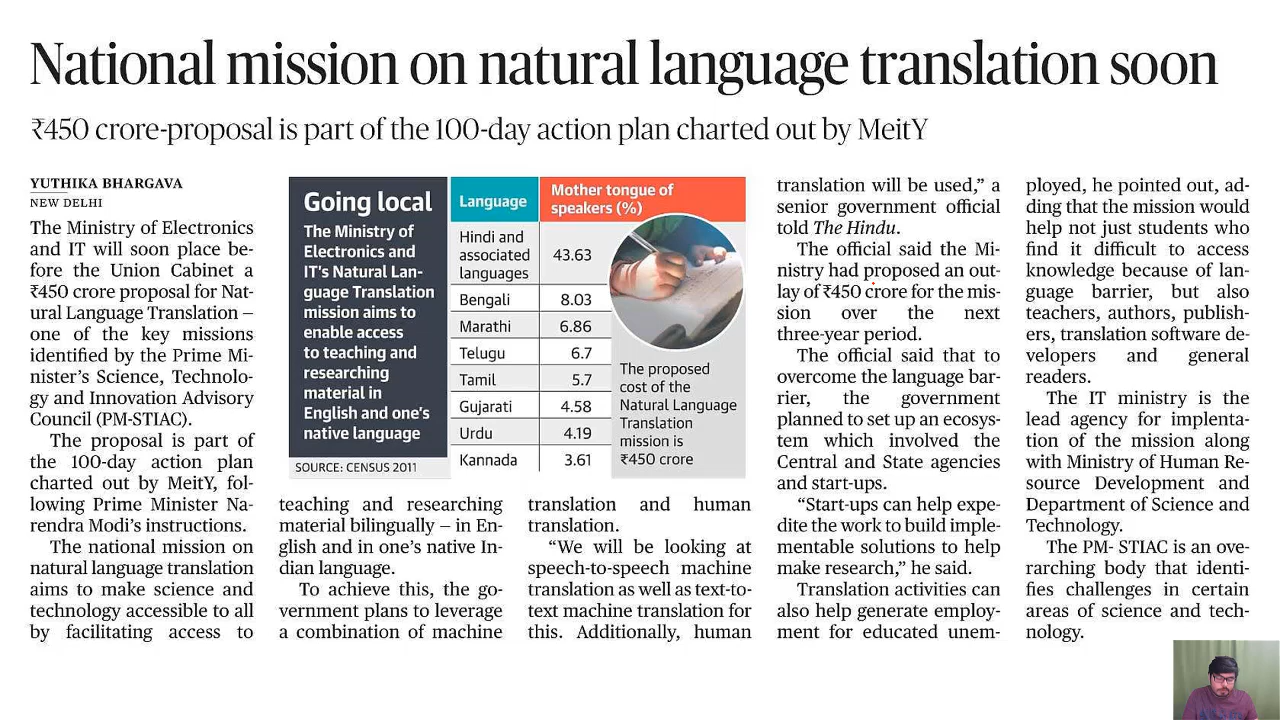 National mission on natural language translation soon
₹450 crore-proposal is part of the 100-day action plan charted out by MeitY
YUTHIKA BHARGAVA
NEW DELHI
The Ministry of Electronics
and IT will soon place be-
fore the Union Cabinet a
₹450 crore proposal for Nat-
ural Language Translation —
one of the key missions
identified by the Prime Mi-
nister’s Science, Technolo-
gy and Innovation Advisory
Council (PM-STIAC).
The proposal is part of
the 100-day action plan
charted out by MeitY, fol-
lowing Prime Minister Na-
rendra Modi’s instructions.
The national mission on
natural language translation
aims to make science and
technology accessible to all
by facilitating access to
Going local
The Ministry of
Electronics and
IT’s Natural Lan-
guage Translation
mission aims to
enable access
to teaching and
researching
material in
English and one’s
native language
SOURCE: CENSUS 2011
Language
Mother tongue of
speakers (%)
Hindi and
associated
languages
43.63
Bengali 8.03
Marathi 6.86
Telugu 6.7
Tamil 5.7
Gujarati 4.58
Urdu 4.19
Kannada 3.61
The proposed
cost of the
Natural Language
Translation
mission is
₹450 crore
teaching and researching
material bilingually — in En-
glish and in one’s native In-
dian language.
To achieve this, the go-
vernment plans to leverage
a combination of machine
translation and human
translation.
“We will be looking at
speech-to-speech machine
translation as well as text-to-
text machine translation for
this. Additionally, human
translation will be used,” a
senior government official
told The Hindu.
The official said the Mi-
nistry had proposed an out-
lay of ₹450 crore for the mis-
sion over the next
three-year period.
The official said that to
overcome the language bar-
rier, the government
planned to set up an ecosys-
tem which involved the
Central and State agencies
and start-ups.
“Start-ups can help expe-
dite the work to build imple-
mentable solutions to help
make research,” he said.
Translation activities can
also help generate employ-
ment for educated unem-
ployed, he pointed out, ad-
ding that the mission would
help not just students who
find it difficult to access
knowledge because of lan-
guage barrier, but also
teachers, authors, publish-
ers, translation software de-
velopers and general
readers.
The IT ministry is the
lead agency for implenta-
tion of the mission along
with Ministry of Human Re-
source Development and
Department of Science and
Technology.
The PM- STIAC is an ove-
rarching body that identi-
fies challenges in certain
areas of science and tech-
nology.